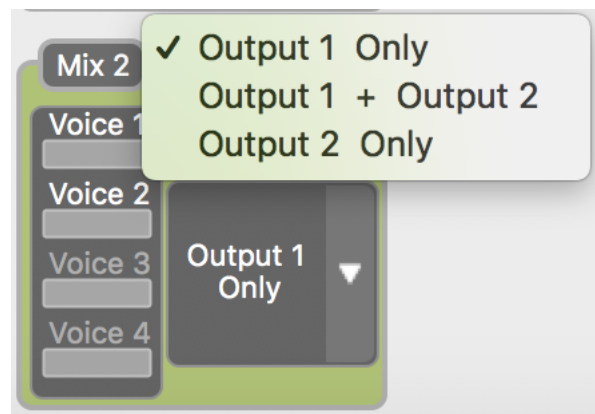 Mix 2
✓ Output 1 Only
Output 1 + Output 2
Output 2 Only
Voice 1
Voice 2
Voice 3
Voice 4
Output 1
Only